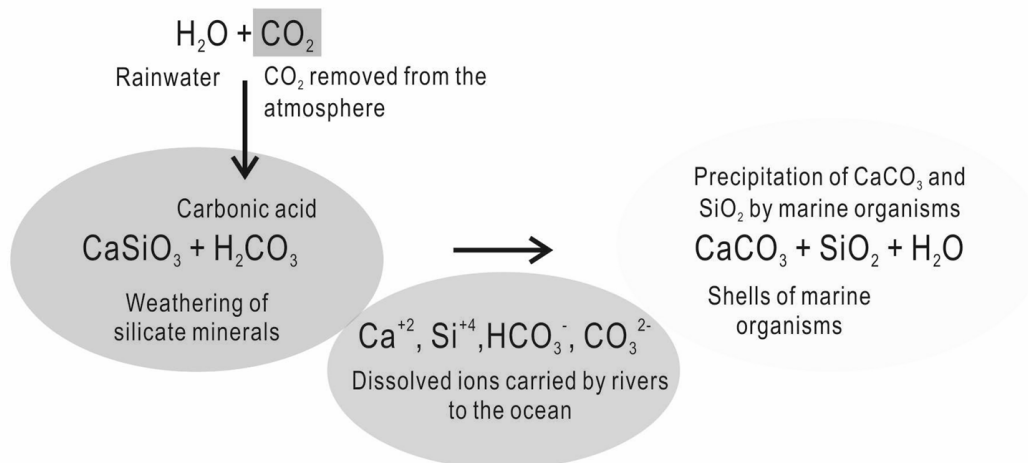 H₂O + CO₂
Rainwater
CO₂ removed from the
atmosphere
Carbonic acid
CaSiO₃ + H₂CO₃
Weathering of
silicate minerals
Ca⁺², Si⁺⁴,HCO₃⁻, CO₃²⁻
Dissolved ions carried by rivers
to the ocean
Precipitation of CaCO₃ and
SiO₂ by marine organisms
CaCO₃ + SiO₂ + H₂O
Shells of marine
organisms